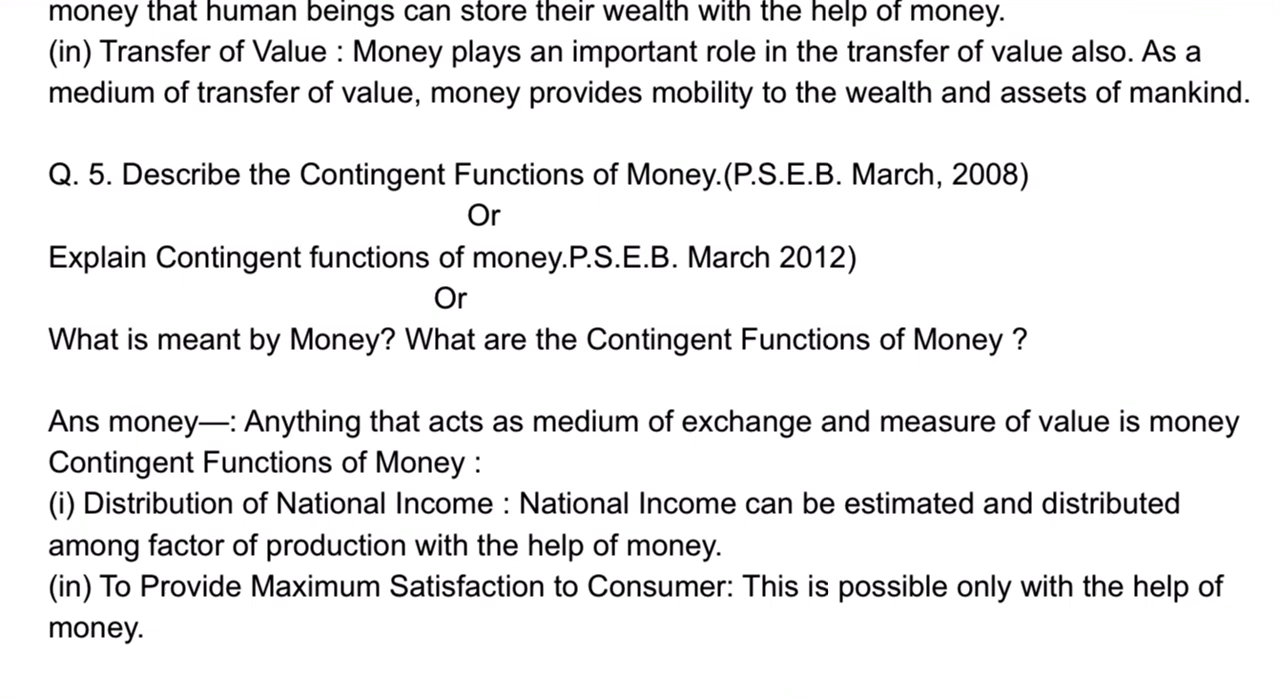 money that human beings can store their wealth with the help of money.
(in) Transfer of Value : Money plays an important role in the transfer of value also. As a
medium of transfer of value, money provides mobility to the wealth and assets of mankind.
Q. 5. Describe the Contingent Functions of Money.(P.S.E.B. March, 2008)
Or
Explain Contingent functions of money.P.S.E.B. March 2012)
Or
What is meant by Money? What are the Contingent Functions of Money ?
Ans money—: Anything that acts as medium of exchange and measure of value is money
Contingent Functions of Money :
(i) Distribution of National Income : National Income can be estimated and distributed
among factor of production with the help of money.
(in) To Provide Maximum Satisfaction to Consumer: This is possible only with the help of
money.